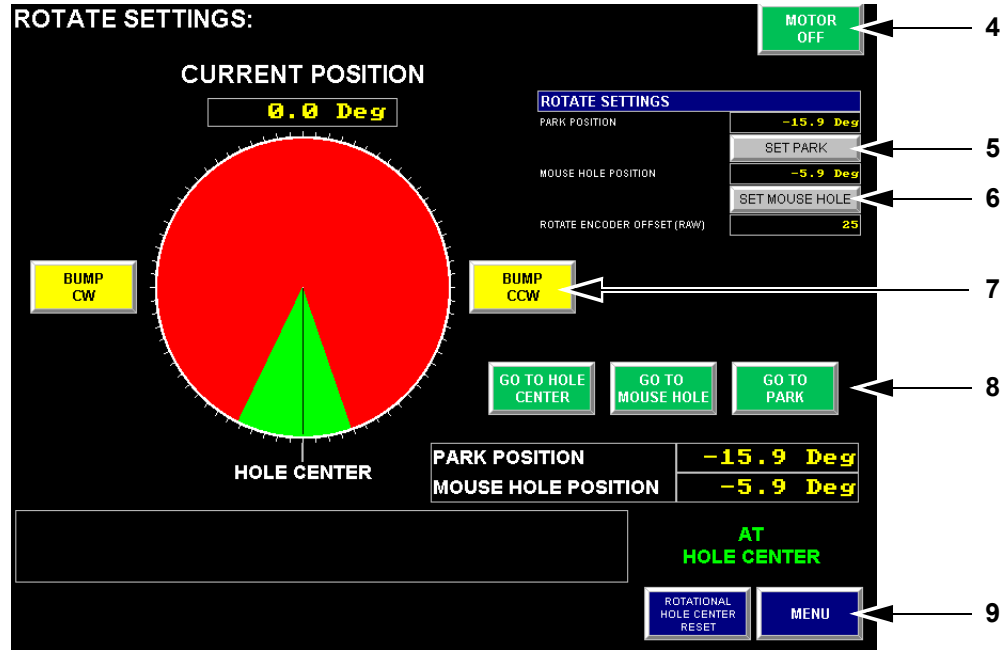 ROTATE SETTINGS:
MOTOR
OFF
4
CURRENT POSITION
0.0 Deg
ROTATE SETTINGS
PARK POSITION
-15.9 Deg
SET PARK
5
MOUSE HOLE POSITION
-5.9 Deg
SET MOUSE HOLE
6
ROTATE ENCODER OFFSET (RAW)
25
BUMP
CW
BUMP
CCW
7
GO TO HOLE
CENTER
GO TO
MOUSE HOLE
GO TO
PARK
8
HOLE CENTER
PARK POSITION
-15.9 Deg
MOUSE HOLE POSITION
-5.9 Deg
AT
HOLE CENTER
ROTATIONAL
HOLE CENTER
RESET
MENU
9